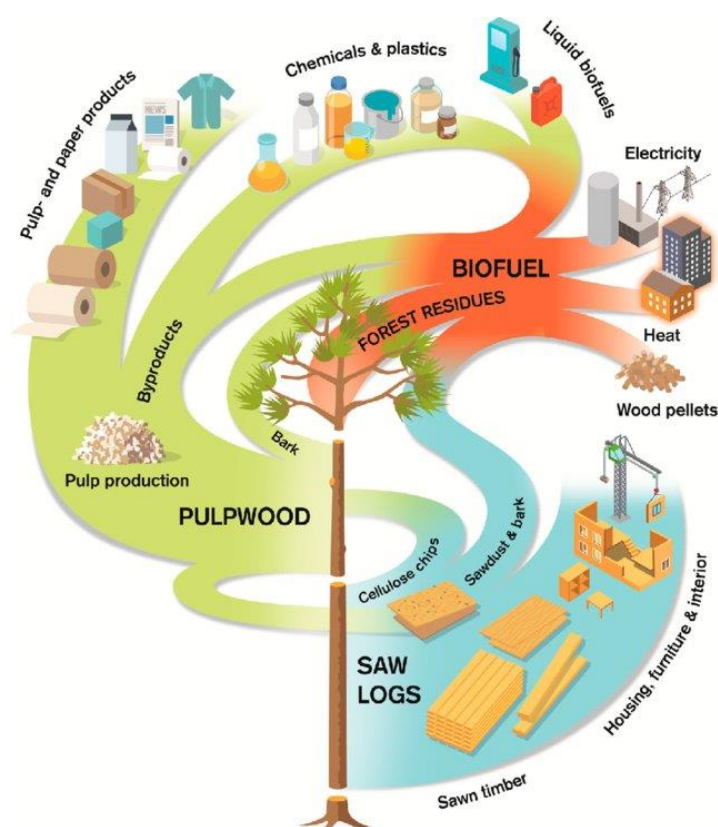 Chemicals & plastics
Liquid biofuels
Pulp- and paper products
NEWS
Electricity
BIOFUEL
FOREST RESIDUES
Heat
Byproducts
Wood pellets
Bark
Pulp production
PULPWOOD
Cellulose chips
Sawdust & bark
SAW
LOGS
Housing, furniture & interior
Sawn timber